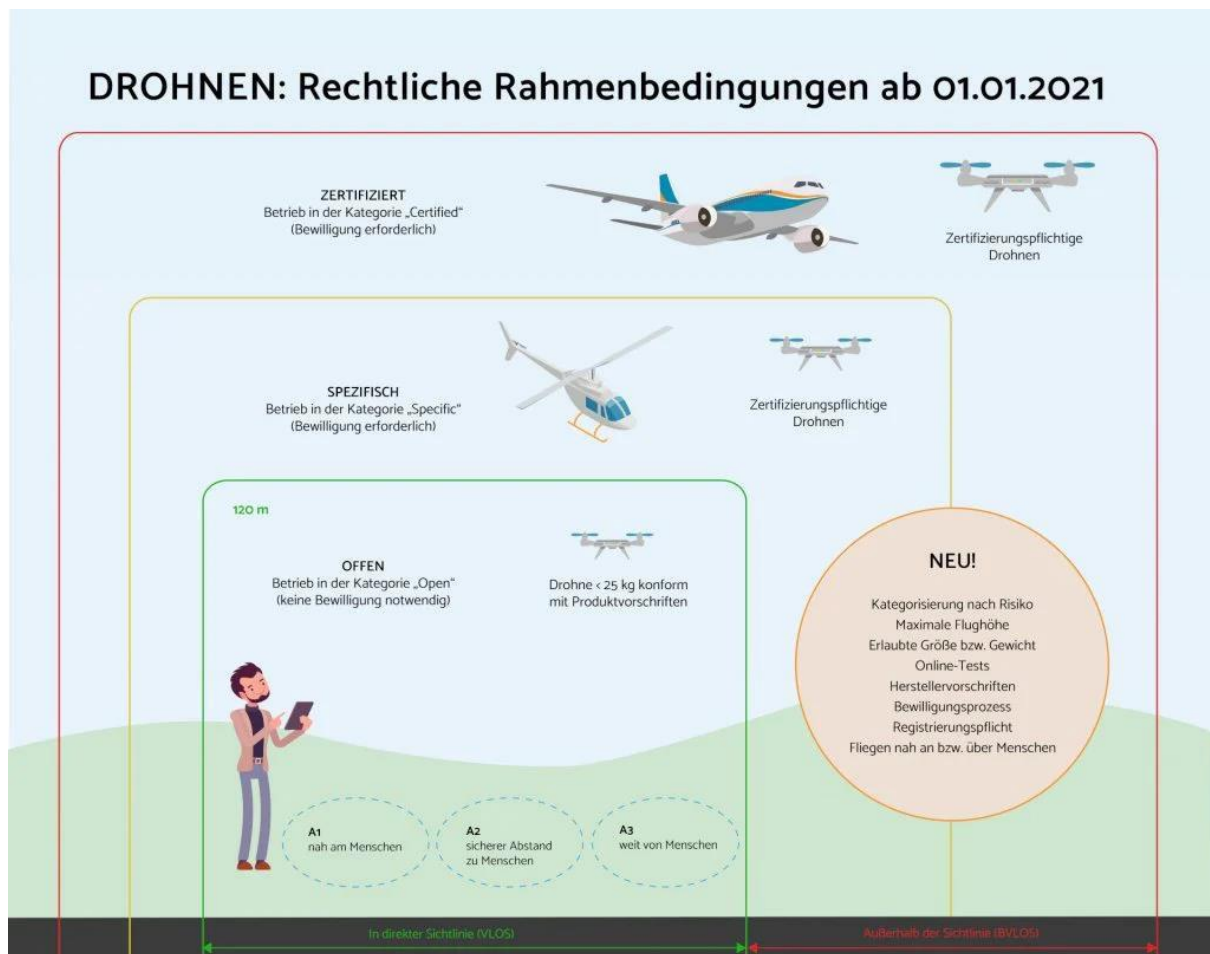 DROHNEN: Rechtliche Rahmenbedingungen ab 01.01.2021
ZERTIFIZIERT
Betrieb in der Kategorie „Certified“
(Bewilligung erforderlich)
Zertifizierungspflichtige
Drohnen
SPEZIFISCH
Betrieb in der Kategorie „Specific“
(Bewilligung erforderlich)
Zertifizierungspflichtige
Drohnen
120 m
OFFEN
Betrieb in der Kategorie „Open“
(keine Bewilligung notwendig)
Drohne < 25 kg konform
mit Produktvorschriften
NEU!
Kategorisierung nach Risiko
Maximale Flughöhe
Erlaubte Größe bzw. Gewicht
Online-Tests
Herstellervorschriften
Bewilligungsprozess
Registrierungspflicht
Fliegen nah an bzw. über Menschen
A1
nah am Menschen
A2
sicherer Abstand
zu Menschen
A3
weit von Menschen
In direkter Sichtlinie (VLOS)
Außerhalb der Sichtlinie (BVLOS)